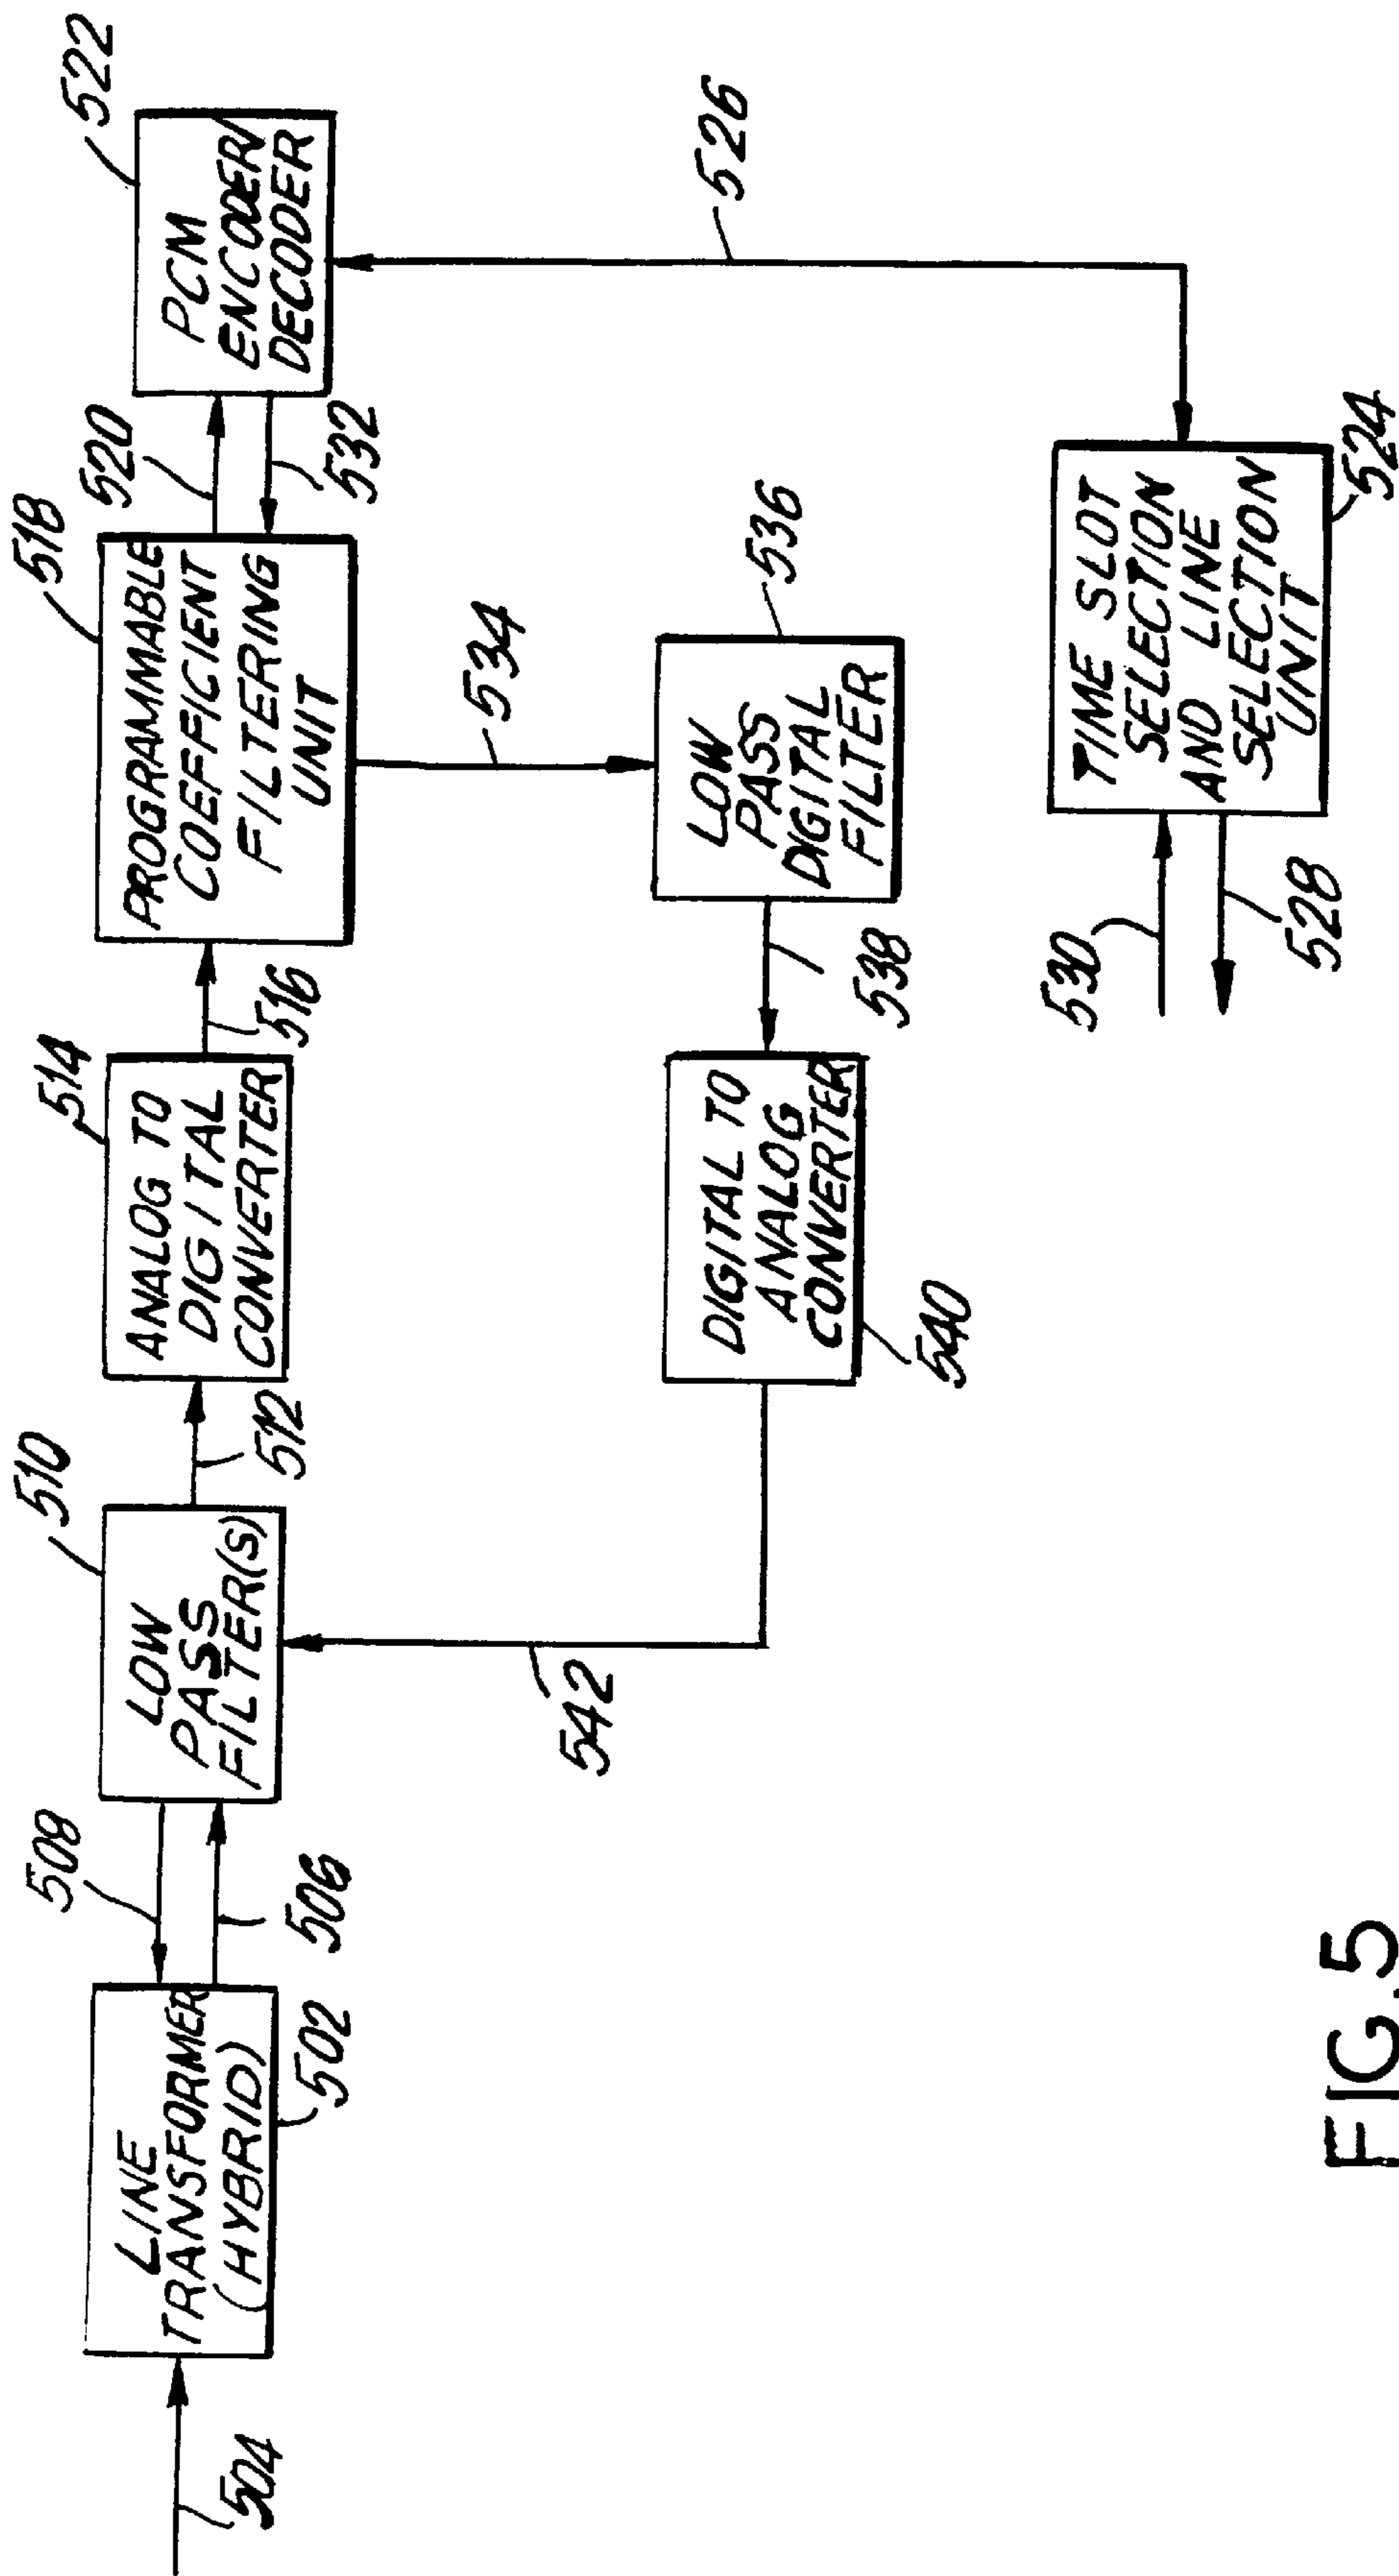 522
518
514
510
508
PCM
ENCODER/
DECODER
520
532
PROGRAMMABLE
COEFFICIENT
FILTERING
UNIT
516
ANALOG TO
DIGITAL
CONVERTER
512
LOW
PASS
FILTER(S)
506
LINE
TRANSFORMER
(HYBRID)
502
504
526
534
536
LOW
PASS
DIGITAL
FILTER
538
DIGITAL TO
ANALOG
CONVERTER
540
542
TIME SLOT
SELECTION
AND LINE
SELECTION
UNIT
524
530
528
FIG.5